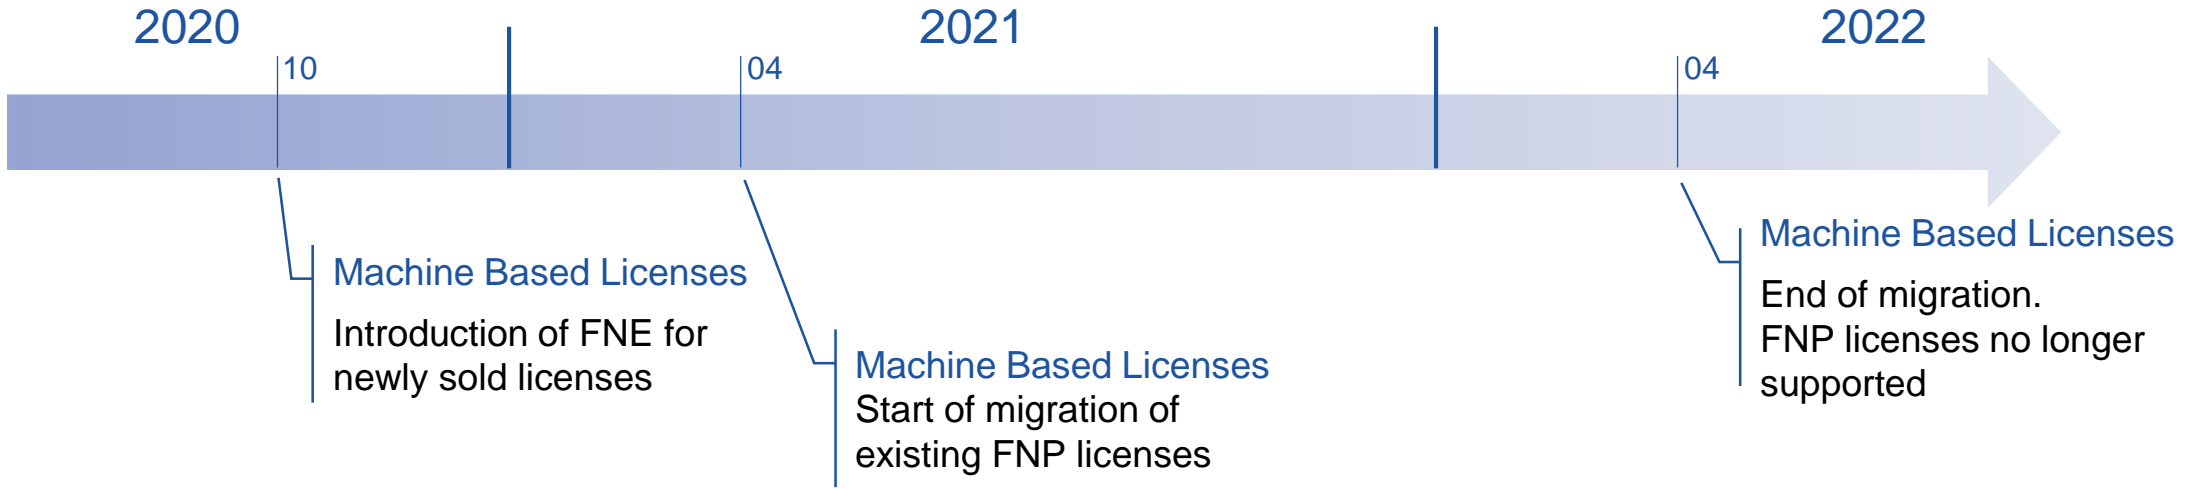 2020
2021
2022
10
04
04
Machine Based Licenses
Introduction of FNE for
newly sold licenses
Machine Based Licenses
Start of migration of
existing FNP licenses
Machine Based Licenses
End of migration.
FNP licenses no longer
supported